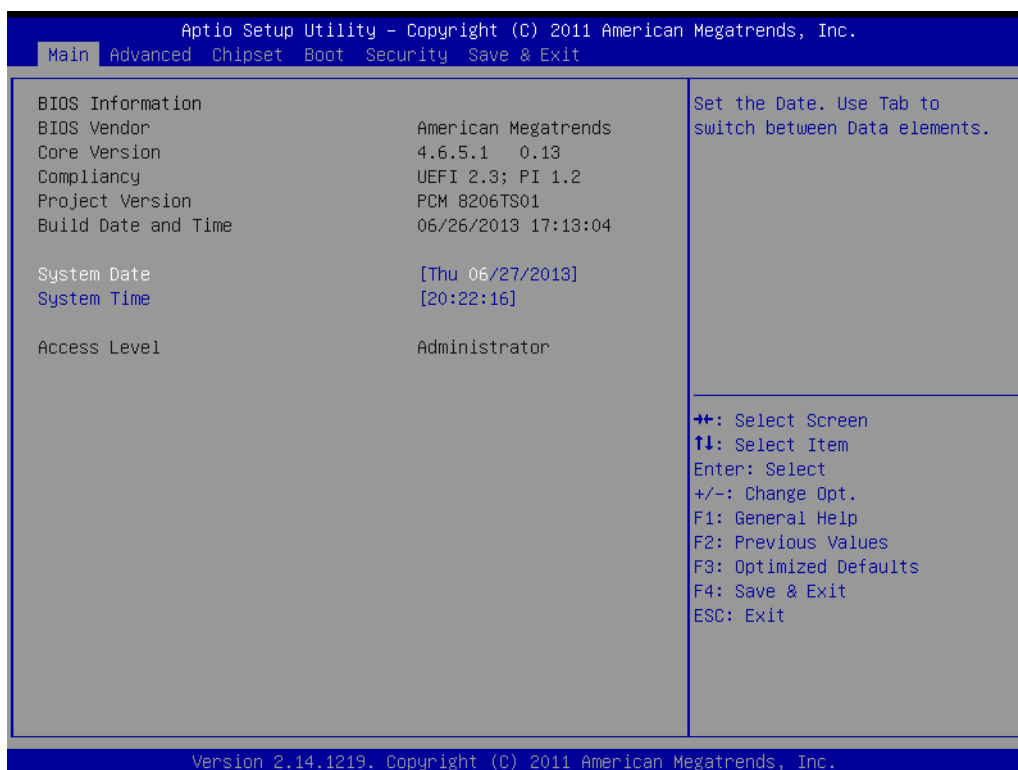 Aptio Setup Utility – Copyright (C) 2011 American Megatrends, Inc.
Main Advanced Chipset Boot Security Save & Exit
BIOS Information
BIOS Vendor American Megatrends
Core Version 4.6.5.1 0.13
Compliancy UEFI 2.3; PI 1.2
Project Version PCM 8206TS01
Build Date and Time 06/26/2013 17:13:04
System Date [Thu 06/27/2013]
System Time [20:22:16]
Access Level Administrator
Set the Date. Use Tab to
switch between Data elements.
→←: Select Screen
↑↓: Select Item
Enter: Select
+/-: Change Opt.
F1: General Help
F2: Previous Values
F3: Optimized Defaults
F4: Save & Exit
ESC: Exit
Version 2.14.1219. Copyright (C) 2011 American Megatrends, Inc.